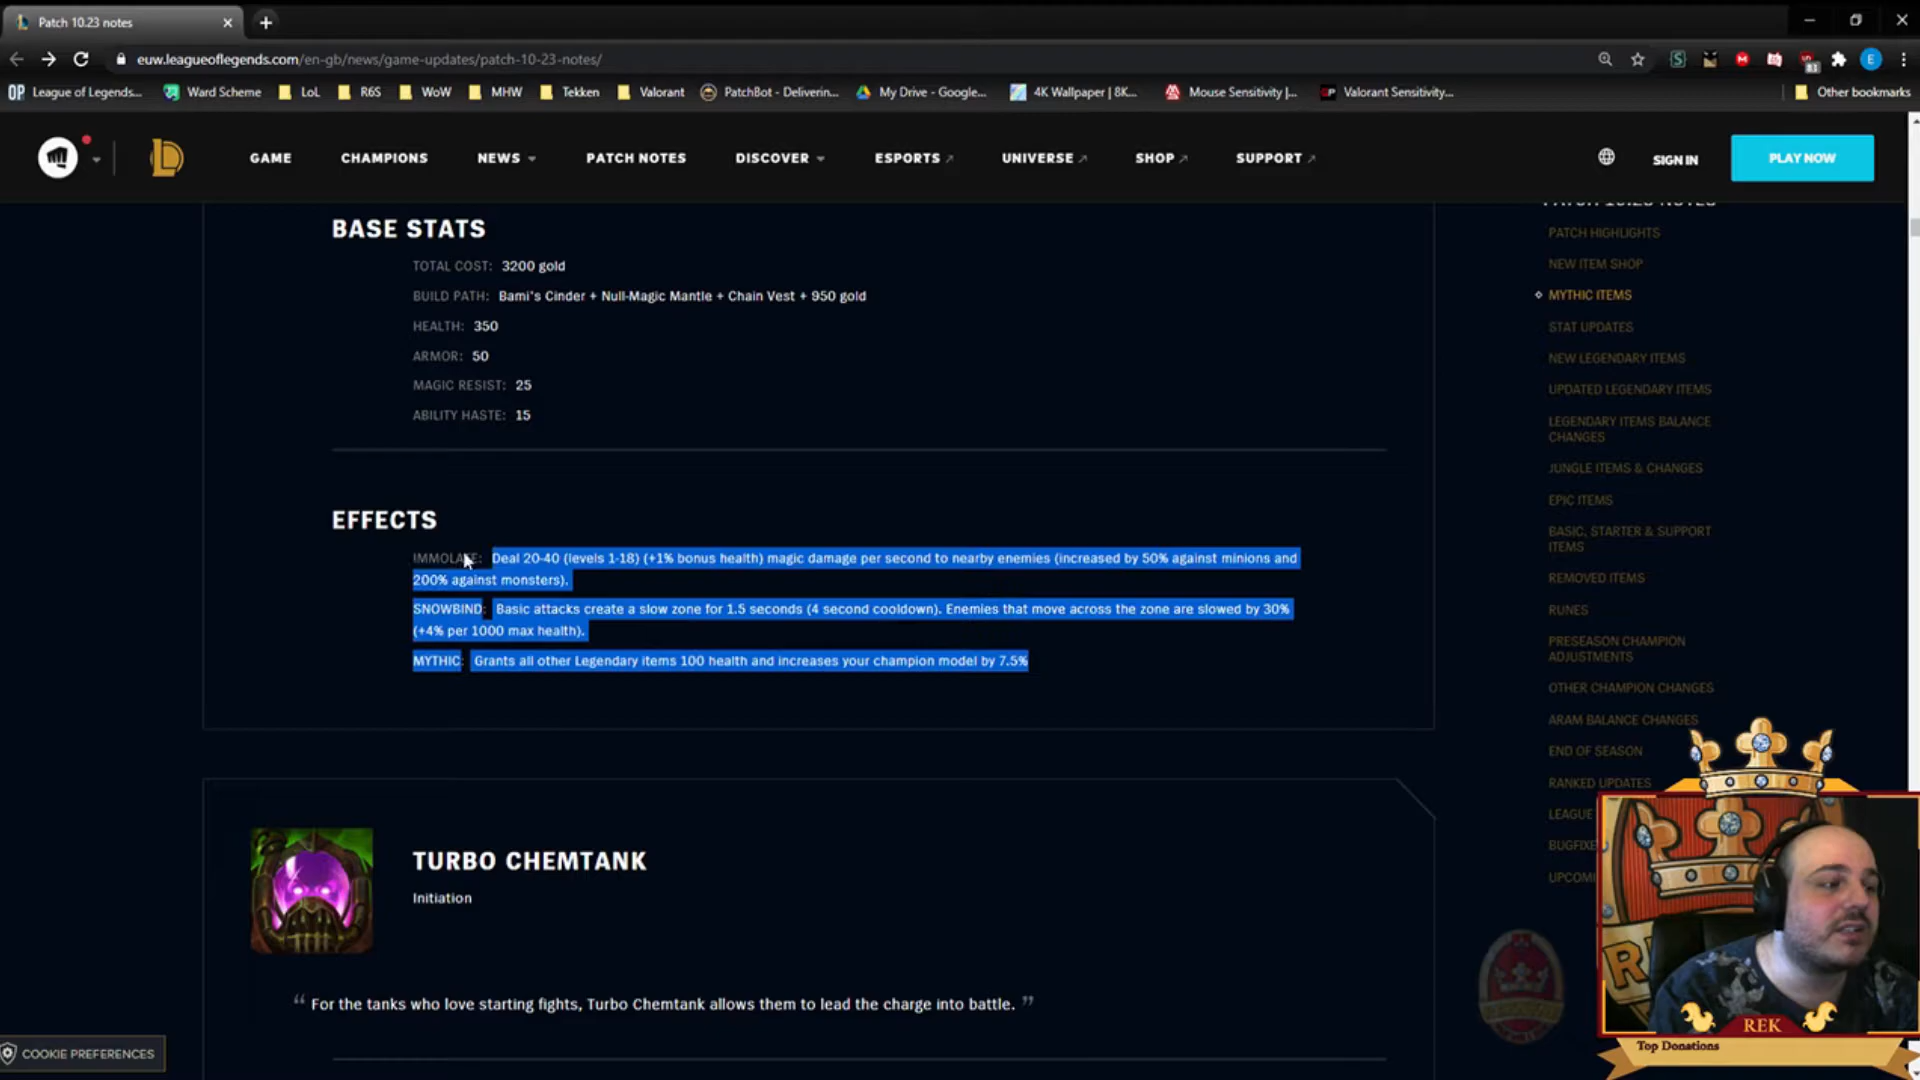 Patch 10.23 notes
euw.leagueoflegends.com/en-gb/news/game-updates/patch-10-23-notes/
E
OP League of Legends... Ward Scheme LoL R6S WoW MHW Tekken Valorant PatchBot - Deliverin... My Drive - Google... 4K Wallpaper | 8K... Mouse Sensitivity |... Valorant Sensitivity... Other bookmarks
GAME CHAMPIONS NEWS PATCH NOTES DISCOVER ESPORTS UNIVERSE SHOP SUPPORT SIGN IN PLAY NOW
PATCH 10.23 NOTES
BASE STATS
TOTAL COST: 3200 gold
BUILD PATH: Bami's Cinder + Null-Magic Mantle + Chain Vest + 950 gold
HEALTH: 350
ARMOR: 50
MAGIC RESIST: 25
ABILITY HASTE: 15
EFFECTS
IMMOLATE: Deal 20-40 (levels 1-18) (+1% bonus health) magic damage per second to nearby enemies (increased by 50% against minions and
200% against monsters).
SNOWBIND: Basic attacks create a slow zone for 1.5 seconds (4 second cooldown). Enemies that move across the zone are slowed by 30%
(+4% per 1000 max health).
MYTHIC: Grants all other Legendary items 100 health and increases your champion model by 7.5%
TURBO CHEMTANK
Initiation
“ For the tanks who love starting fights, Turbo Chemtank allows them to lead the charge into battle. ”
PATCH HIGHLIGHTS
NEW ITEM SHOP
MYTHIC ITEMS
STAT UPDATES
NEW LEGENDARY ITEMS
UPDATED LEGENDARY ITEMS
LEGENDARY ITEMS BALANCE
CHANGES
JUNGLE ITEMS & CHANGES
EPIC ITEMS
BASIC, STARTER & SUPPORT
ITEMS
REMOVED ITEMS
RUNES
PRESEASON CHAMPION
ADJUSTMENTS
OTHER CHAMPION CHANGES
ARAM BALANCE CHANGES
END OF SEASON
RANKED UPDATES
LEAGUE
BUGFIXE
UPCOMI
COOKIE PREFERENCES
REK
Top Donations